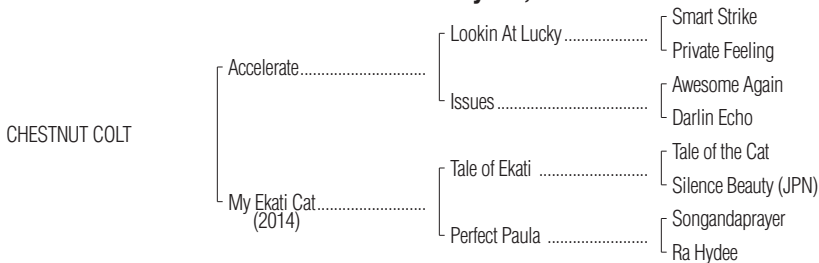 Smart Strike
Lookin At Lucky ....................
Private Feeling
Accelerate..............................
Awesome Again
Issues ....................................
Darlin Echo
CHESTNUT COLT
Tale of the Cat
Tale of Ekati ..........................
Silence Beauty (JPN)
My Ekati Cat..........................
(2014)
Songandaprayer
Perfect Paula ........................
Ra Hydee